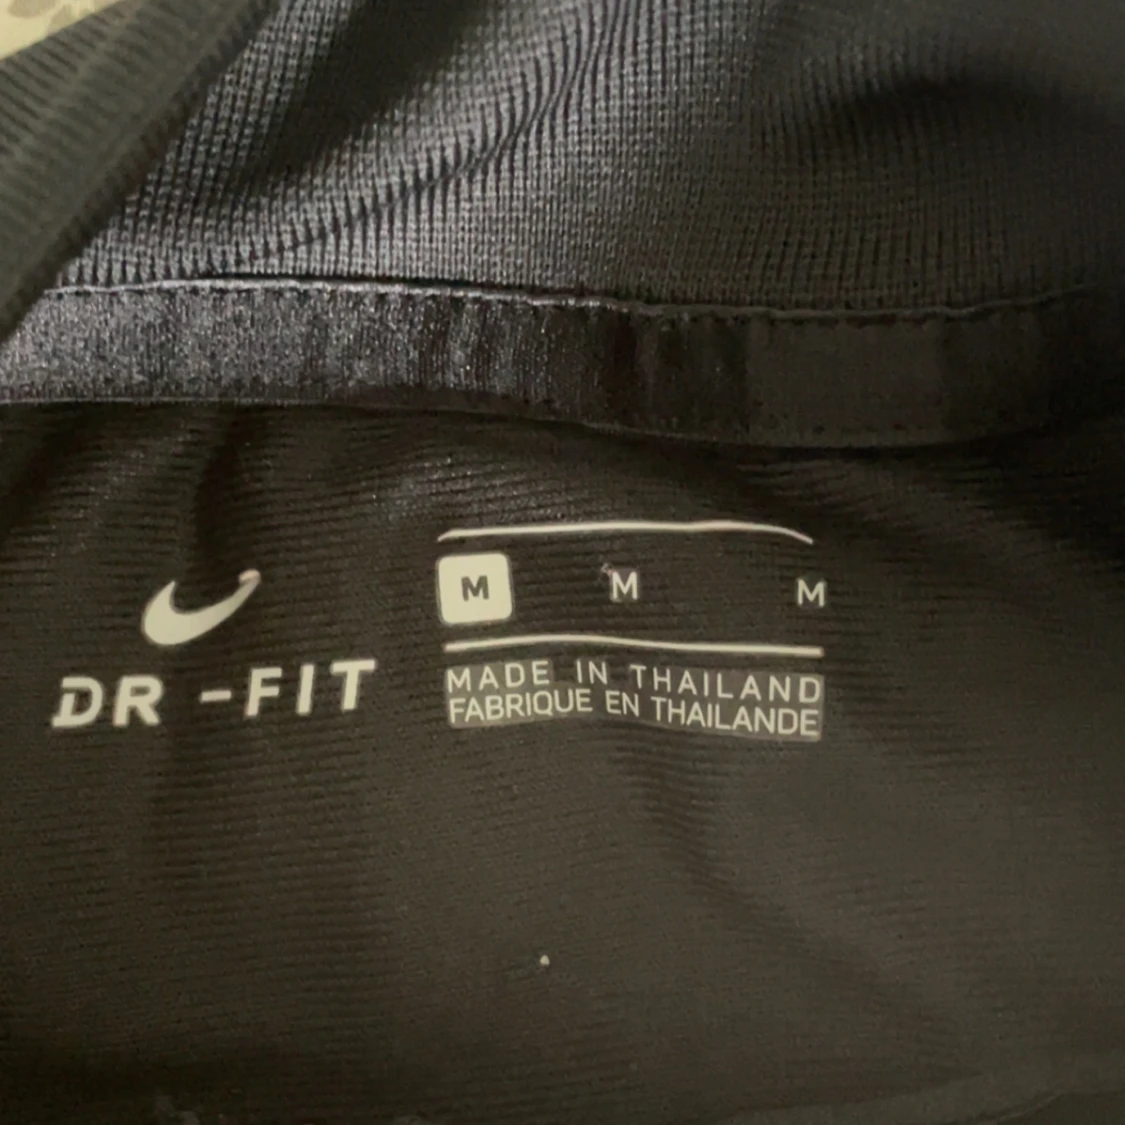 M M M
DR-FIT
MADE IN THAILAND
FABRIQUE EN THAILANDE